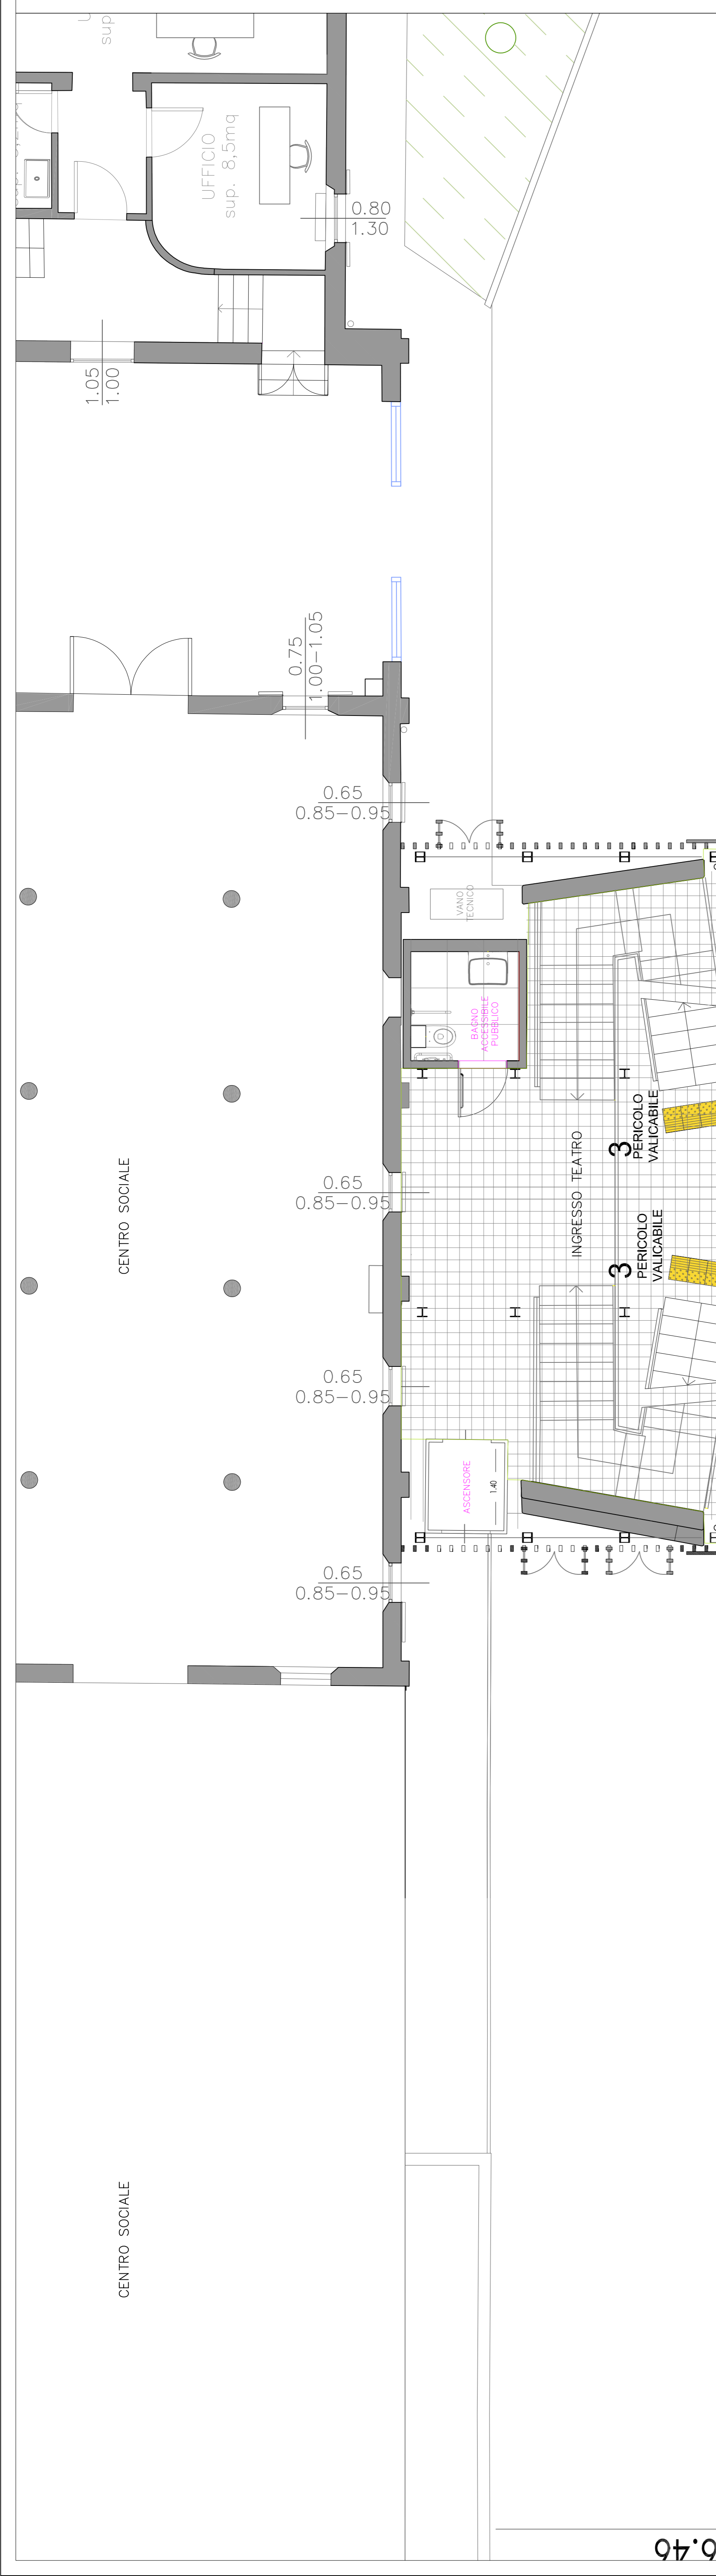 sup.
UFFICIO
sup. 8,5mq
0.80
1.30
1.05
1.00
0.75
1.00-1.05
0.65
0.85-0.95
VANO
TECNICO
BAGNO
ACCESSIBILE
PUBBLICO
INGRESSO TEATRO
3
PERICOLO
VALICABILE
CENTRO SOCIALE
0.65
0.85-0.95
3
PERICOLO
VALICABILE
0.65
0.85-0.95
ASCENSORE
1.40
0.65
0.85-0.95
CENTRO SOCIALE
6.46